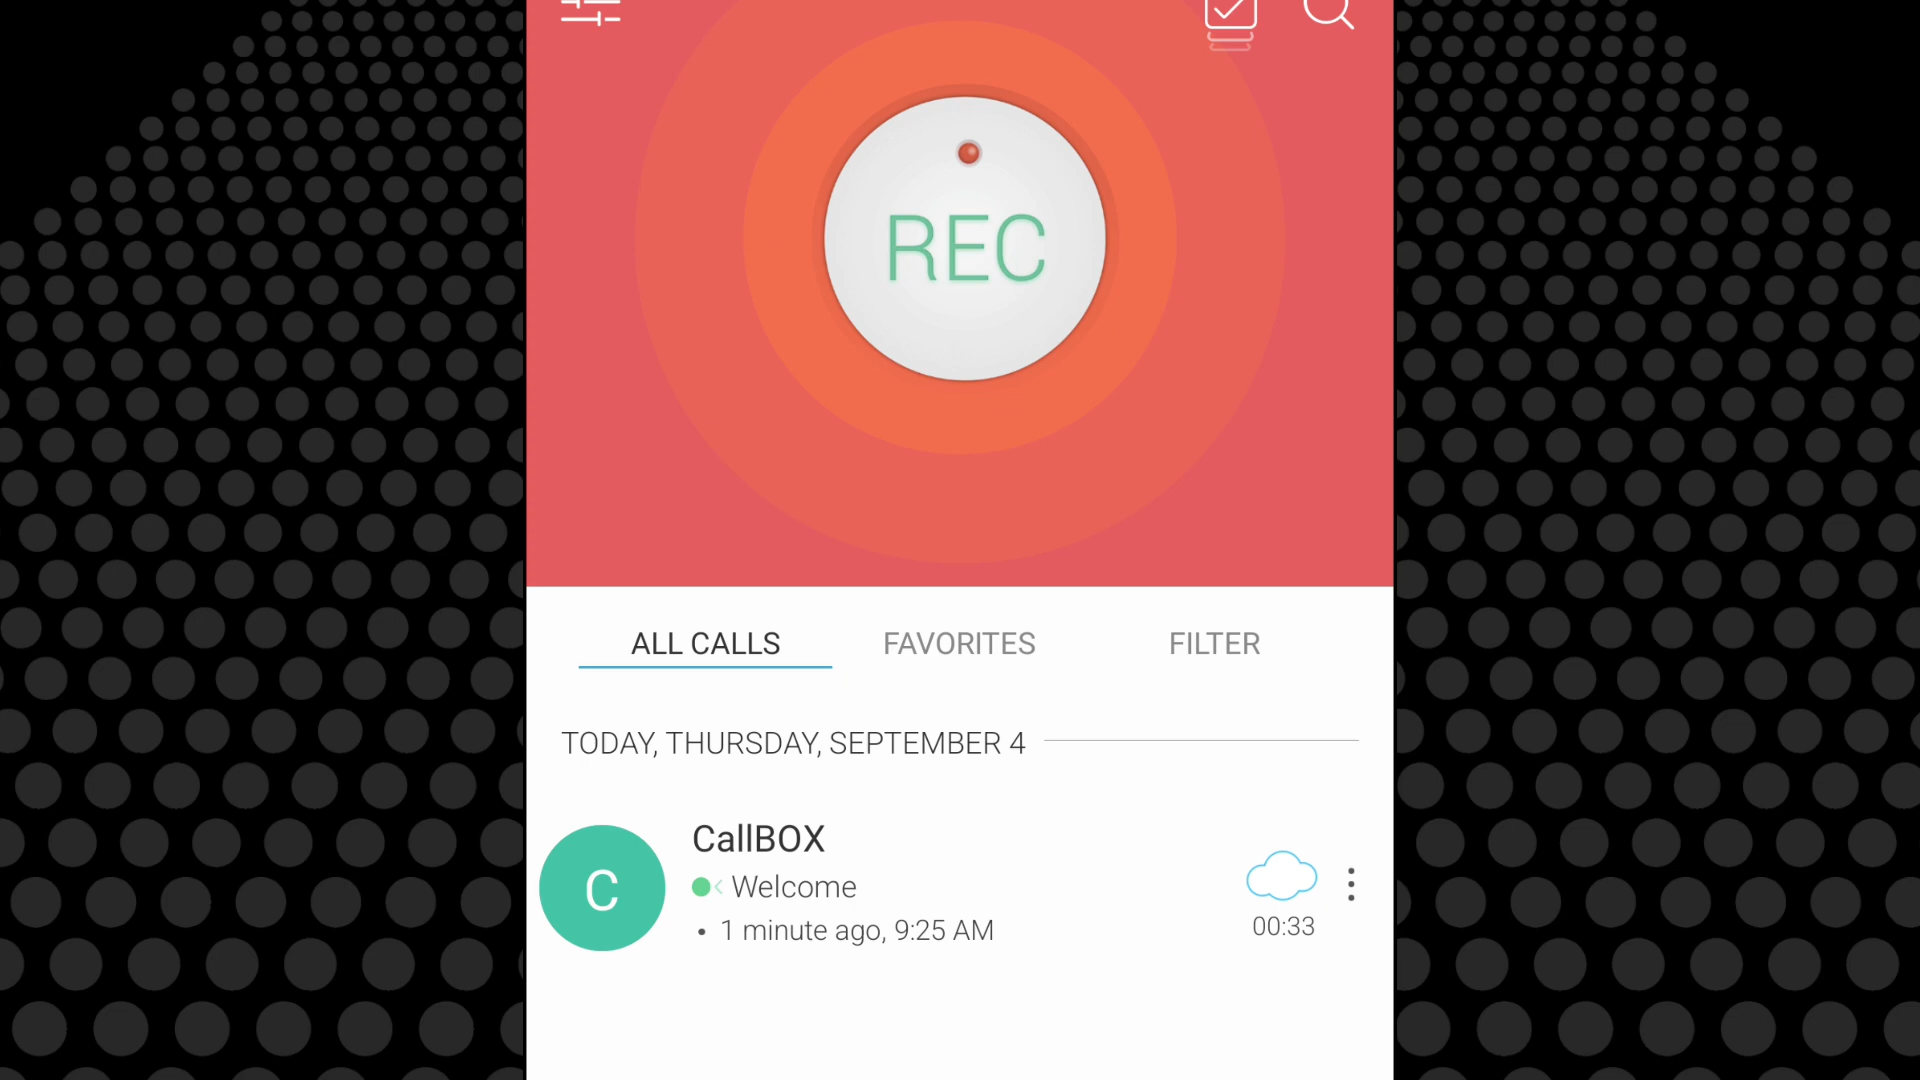 REC
ALL CALLS FAVORITES FILTER
TODAY, THURSDAY, SEPTEMBER 4
CallBOX
C
Welcome
• 1 minute ago, 9:25 AM
00:33